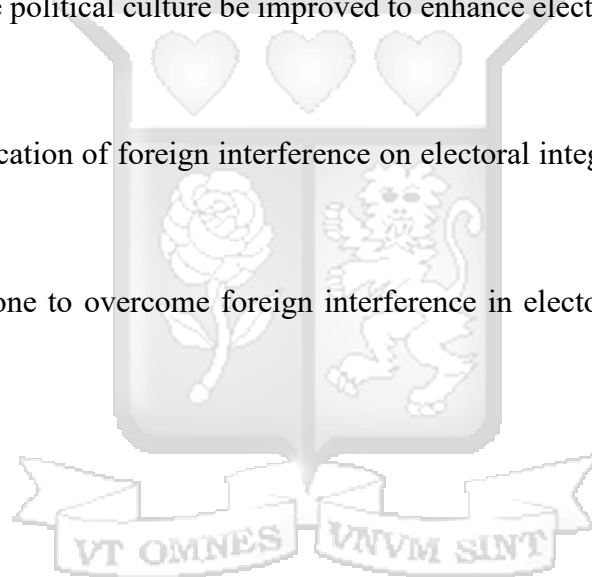 political culture be improved to enhance elect
cation of foreign interference on electoral integ
one to overcome foreign interference in electo
VT OMNES VNVM SINT